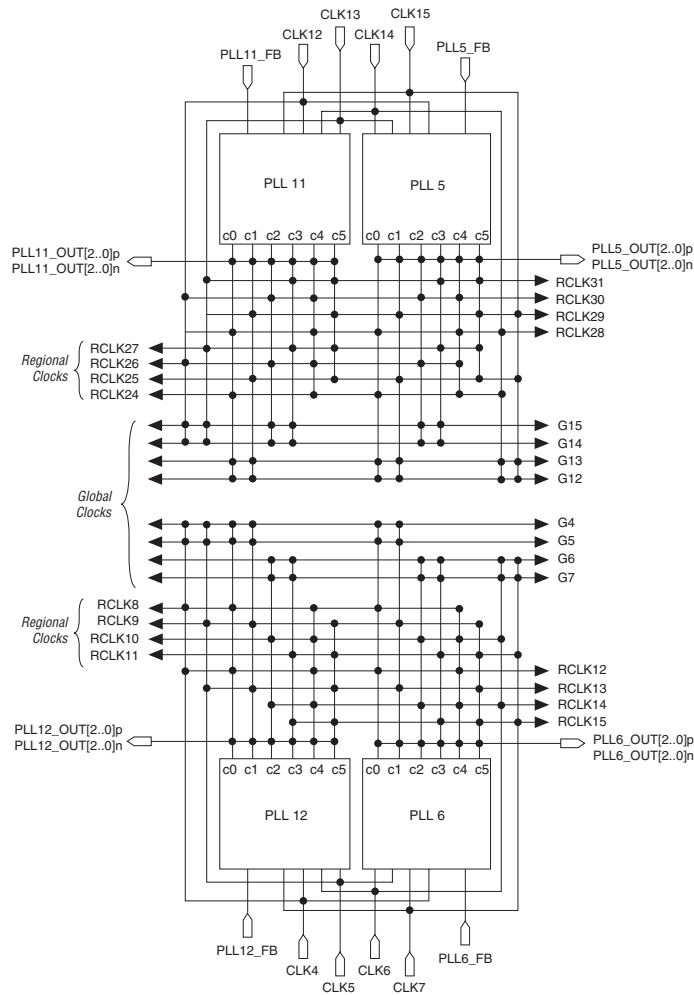 CLK13
CLK15
CLK12
CLK14
PLL11_FB
PLL5_FB
PLL 11
PLL 5
c0 c1 c2 c3 c4 c5
c0 c1 c2 c3 c4 c5
PLL11_OUT[2..0]p
PLL11_OUT[2..0]n
PLL5_OUT[2..0]p
PLL5_OUT[2..0]n
RCLK31
RCLK30
RCLK29
RCLK28
Regional
Clocks
RCLK27
RCLK26
RCLK25
RCLK24
G15
G14
G13
G12
Global
Clocks
G4
G5
G6
G7
Regional
Clocks
RCLK8
RCLK9
RCLK10
RCLK11
RCLK12
RCLK13
RCLK14
RCLK15
PLL12_OUT[2..0]p
PLL12_OUT[2..0]n
PLL6_OUT[2..0]p
PLL6_OUT[2..0]n
c0 c1 c2 c3 c4 c5
c0 c1 c2 c3 c4 c5
PLL 12
PLL 6
PLL12_FB
PLL6_FB
CLK4
CLK6
CLK5
CLK7